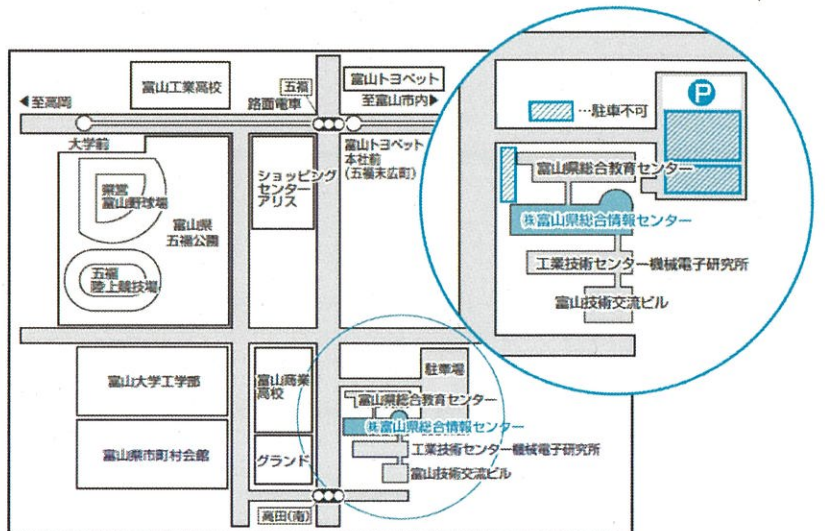 富山工業高校
五福
富山トヨペット
◀至高岡
路面電車
至富山市内▶
大学前
富山トヨペット
本社前
(五福末広町)
ショッピング
センター
アリス
県営
富山野球場
富山県
五福公園
五福
陸上競技場
富山大学工学部
富山商業
高校
駐車場
富山県総合教育センター
㈱富山県総合情報センター
富山県市町村会館
グランド
工業技術センター機械電子研究所
富山技術交流ビル
高田(南)
P
…駐車不可
富山県総合教育センター
㈱富山県総合情報センター
工業技術センター機械電子研究所
富山技術交流ビル